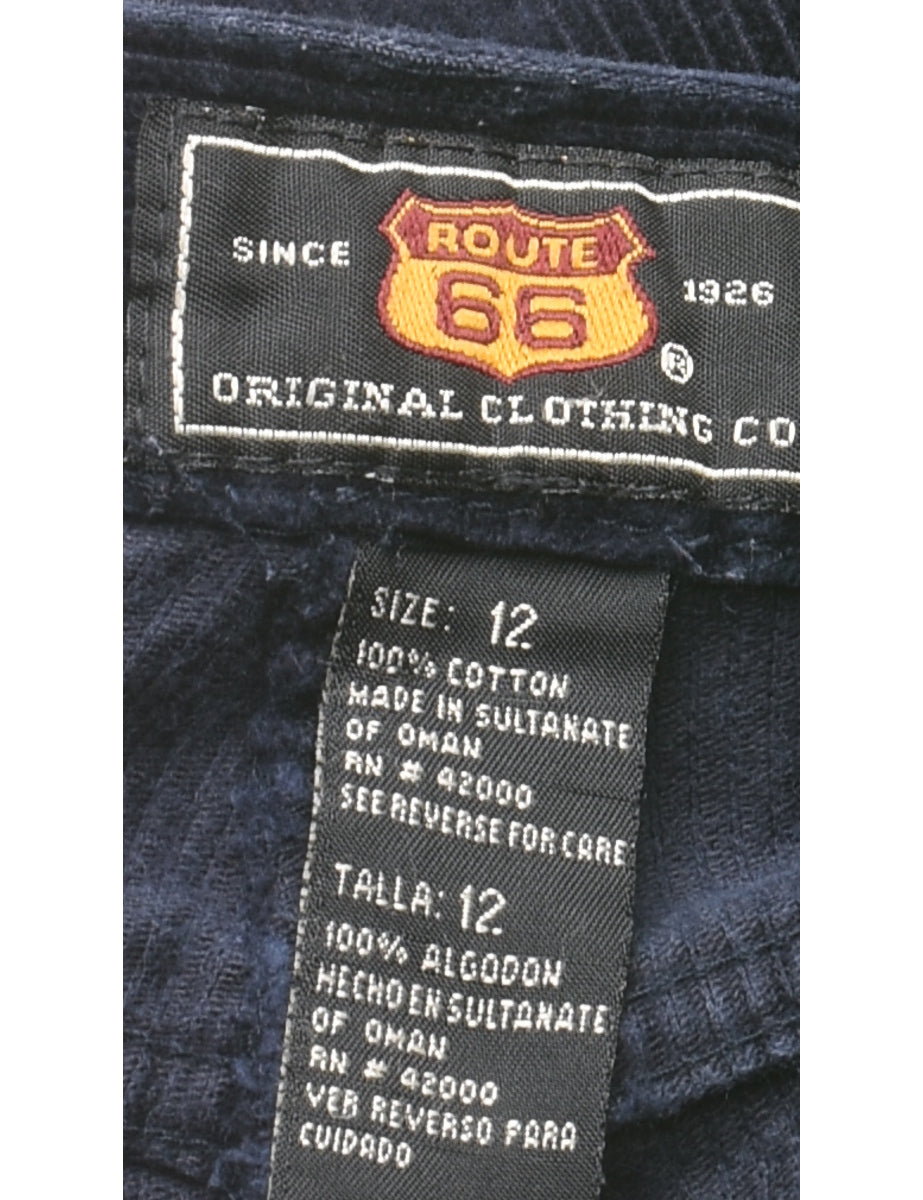 ROUTE
SINCE 66 1926
®
ORIGINAL CLOTHING CO
SIZE: 12
100% COTTON
MADE IN SULTANATE
OF OMAN
RN # 42000
SEE REVERSE FOR CARE
TALLA: 12
100% ALGODON
HECHO EN SULTANATE
OF OMAN
RN # 42000
VER REVERSO PARA
CUIDADO